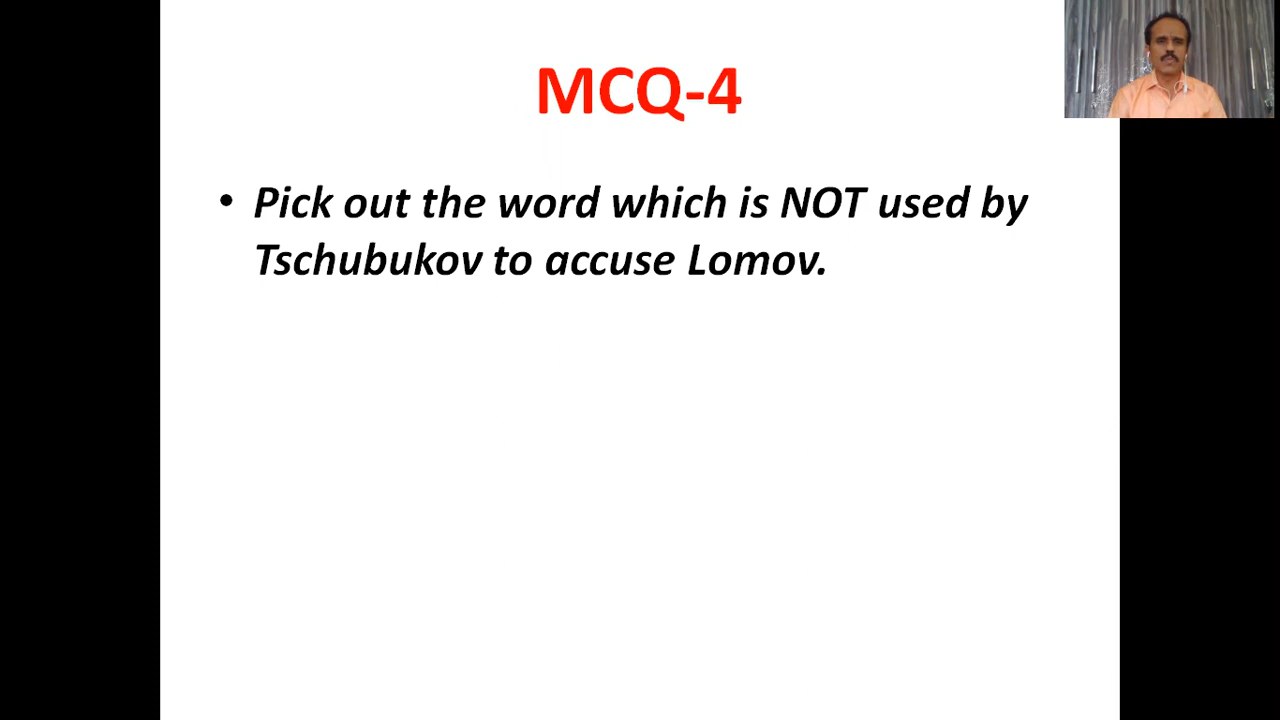 MCQ-4
• Pick out the word which is NOT used by
Tschubukov to accuse Lomov.